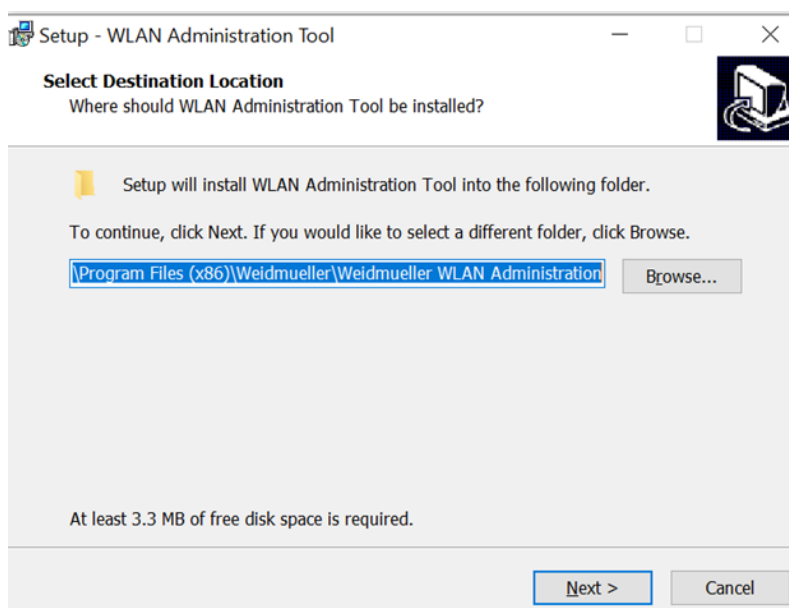 Setup - WLAN Administration Tool
Select Destination Location
Where should WLAN Administration Tool be installed?
Setup will install WLAN Administration Tool into the following folder.
To continue, click Next. If you would like to select a different folder, click Browse.
\Program Files (x86)\Weidmueller\Weidmueller WLAN Administration
Browse...
At least 3.3 MB of free disk space is required.
Next >
Cancel